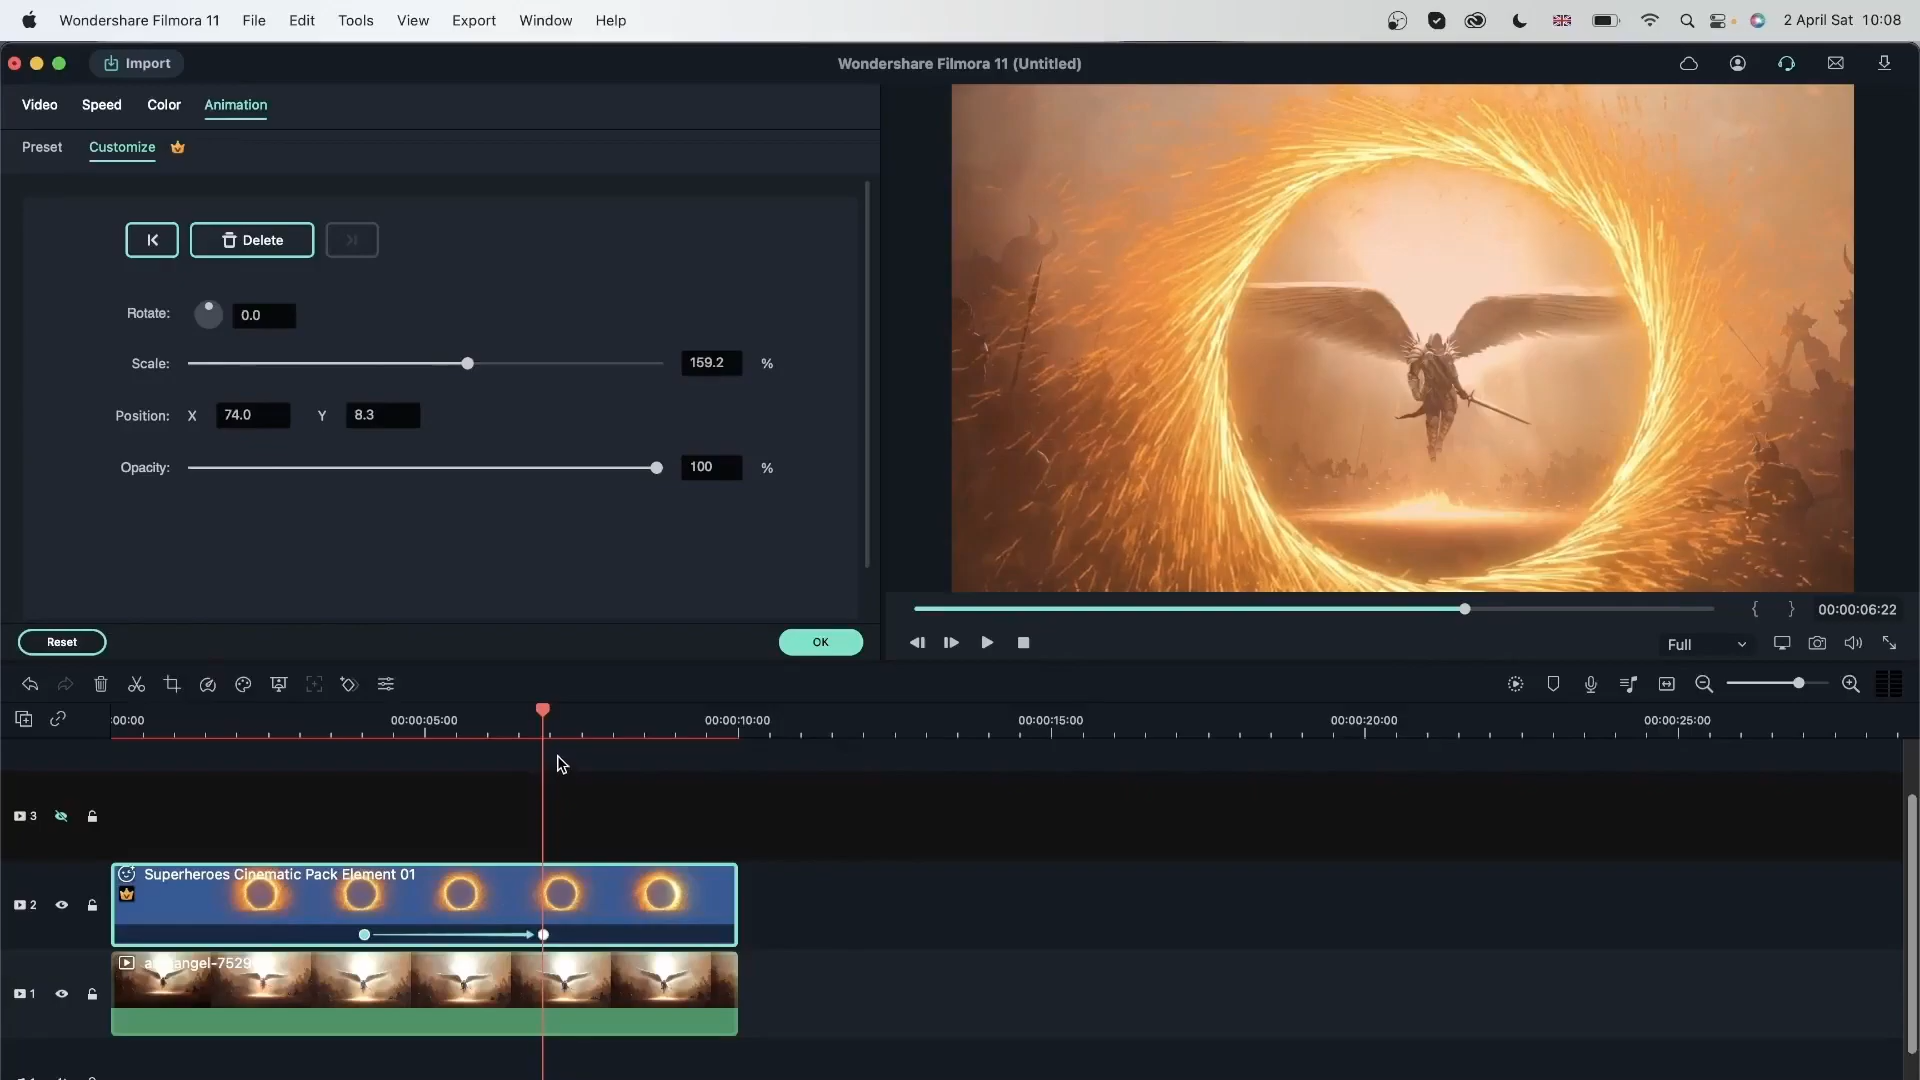 Wondershare Filmora 11 File Edit Tools View Export Window Help 2 April Sat 10:08
Import Wondershare Filmora 11 (Untitled)
Video Speed Color Animation
Preset Customize
Delete
Rotate: 0.0
Scale: 159.2 %
Position: X 74.0 Y 8.3
Opacity: 100 %
00:00:06:22
Reset OK
Full
:00:00 00:00:05:00 00:00:10:00 00:00:15:00 00:00:20:00 00:00:25:00
3
Superheroes Cinematic Pack Element 01
2
1